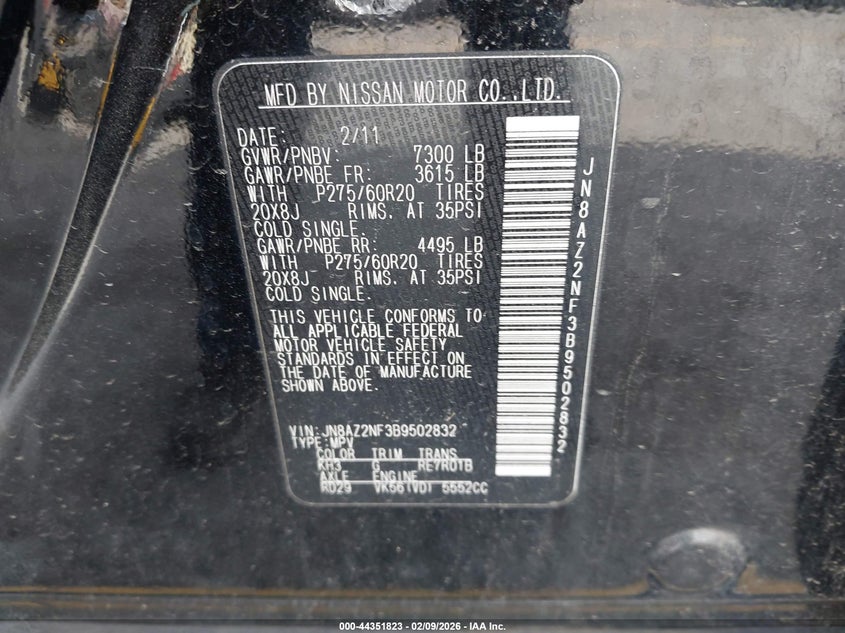 MFD BY NISSAN MOTOR CO.,LTD.
DATE: 2/11
GVWR/PNBV: 7300 LB
GAWR/PNBE FR: 3615 LB
WITH P275/60R20 TIRES
20X8J RIMS. AT 35PSI
COLD SINGLE.
GAWR/PNBE RR: 4495 LB
WITH P275/60R20 TIRES
20X8J RIMS. AT 35PSI
COLD SINGLE.
THIS VEHICLE CONFORMS TO
ALL APPLICABLE FEDERAL
MOTOR VEHICLE SAFETY
STANDARDS IN EFFECT ON
THE DATE OF MANUFACTURE
SHOWN ABOVE.
VIN: JN8AZ2NF3B9502832
TYPE: MPV
COLOR TRIM TRANS
KH3 G RE7R01B
AXLE ENGINE
RD29 VK56(VD) 5552CC
JN8AZ2NF3B9502832
000-44351823 - 02/09/2026 - IAA Inc.